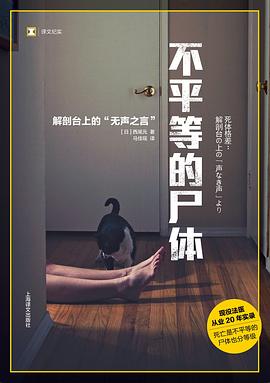 译文纪实
不平等的尸体
解剖台上的“无声之言”
[日]西尾元 著
马佳瑶 译
死体格差：
解剖台の上の「声なき声」より
现役法医
从业20年实录
死亡是不平等的
尸体也分等级
上海译文出版社